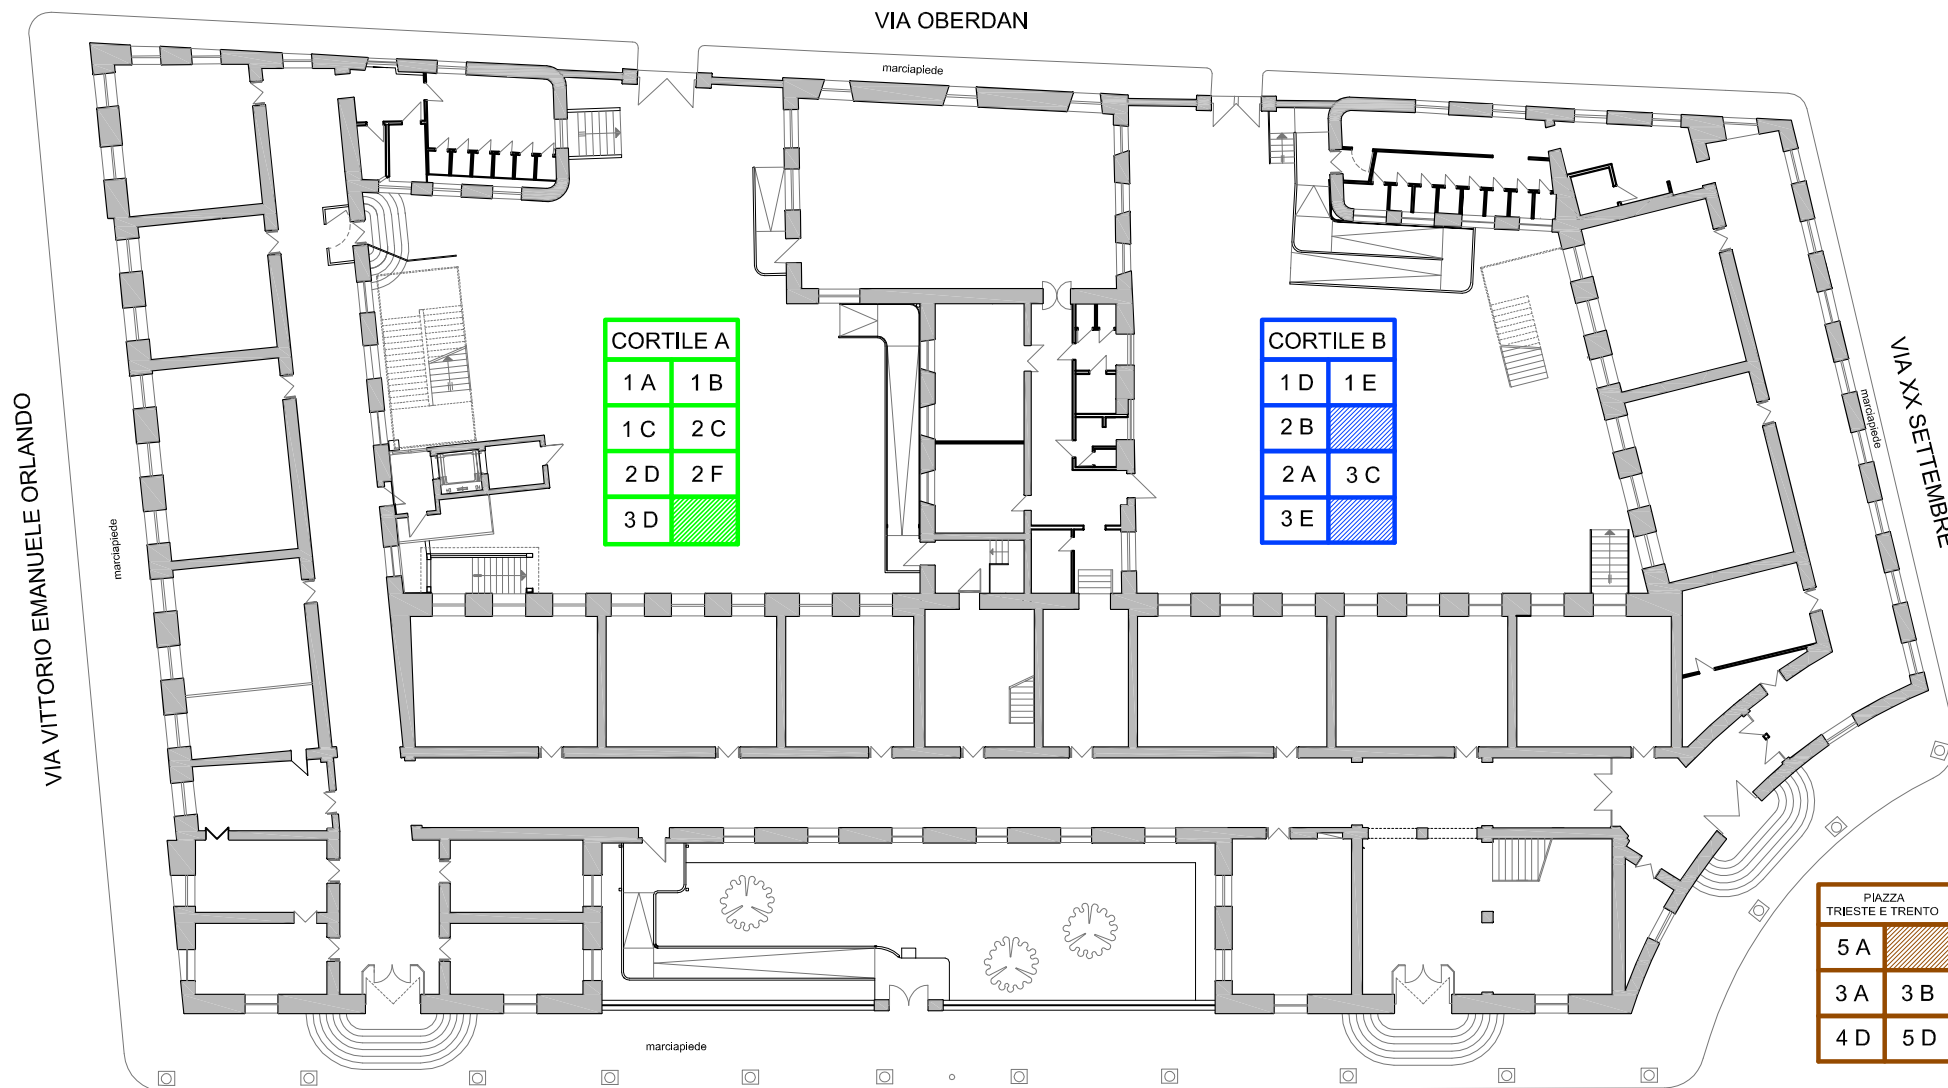 VIA OBERDAN
marciapiede
CORTILE A
1 A 1 B
1 C 2 C
2 D 2 F
3 D
CORTILE B
1 D 1 E
2 B
2 A 3 C
3 E
VIA VITTORIO EMANUELE ORLANDO
marciapiede
VIA XX SETTEMBRE
marciapiede
PIAZZA
TRIESTE E TRENTO
5 A
3 A 3 B
4 D 5 D
marciapiede